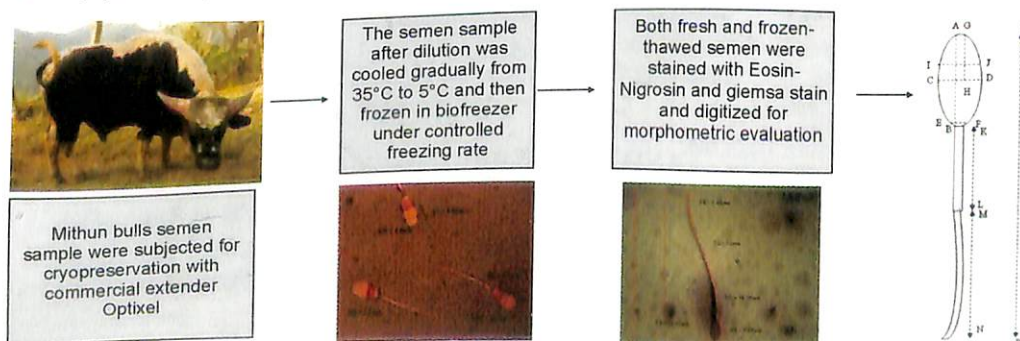 Mithun bulls semen
sample were subjected for
cryopreservation with
commercial extender
Optixel
The semen sample
after dilution was
cooled gradually from
35°C to 5°C and then
frozen in biofreezer
under controlled
freezing rate
Both fresh and frozen-
thawed semen were
stained with Eosin-
Nigrosin and giemsa stain
and digitized for
morphometric evaluation
A G
I J
C D
H
E F
B K
L
M
N